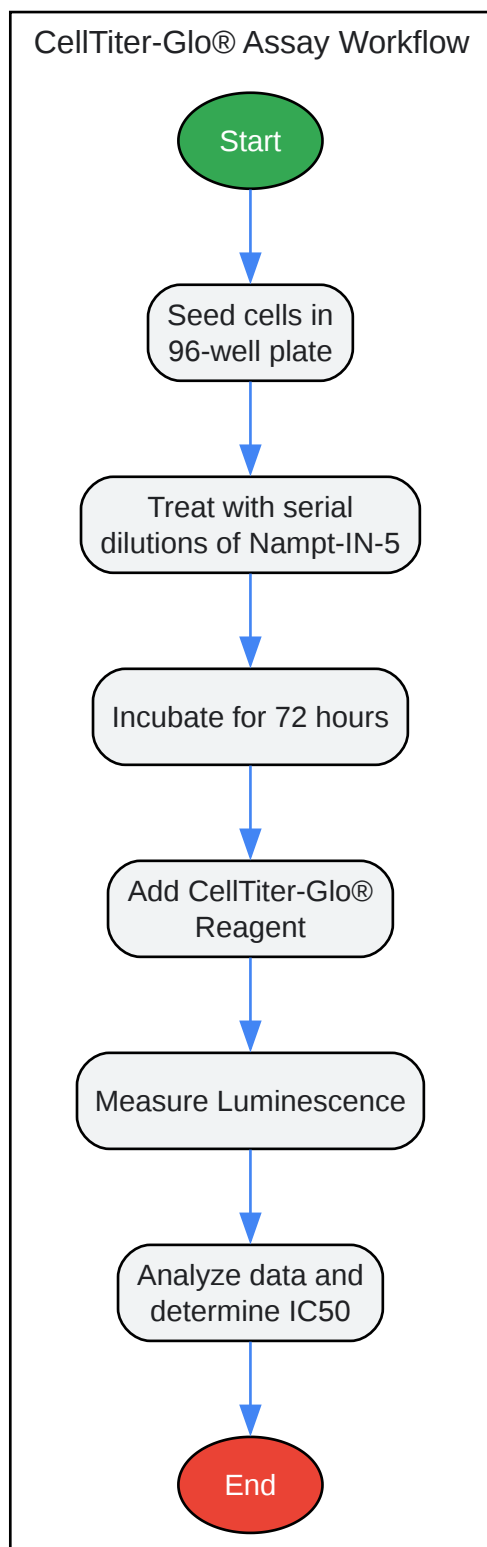 CellTiter-Glo® Assay Workflow
Start
Seed cells in
96-well plate
Treat with serial
dilutions of Nampt-IN-5
Incubate for 72 hours
Add CellTiter-Glo®
Reagent
Measure Luminescence
Analyze data and
determine IC50
End